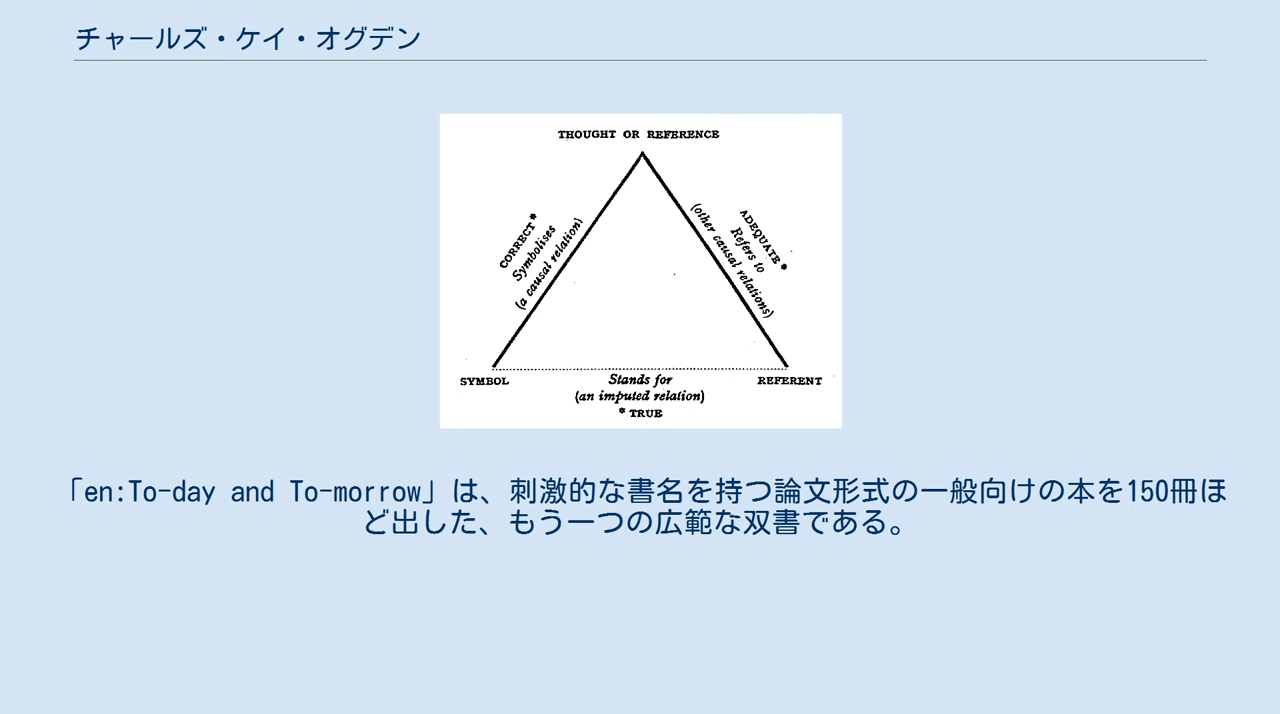 チャールズ・ケイ・オグデン
THOUGHT OR REFERENCE
CORRECT*
Symbolises
(a causal relation)
ADEQUATE*
Refers to
(other causal relations)
SYMBOL
REFERENT
Stands for
(an imputed relation)
* TRUE
「en:To-day and To-morrow」は、刺激的な書名を持つ論文形式の一般向けの本を150冊ほ
ど出した、もう一つの広範な双書である。